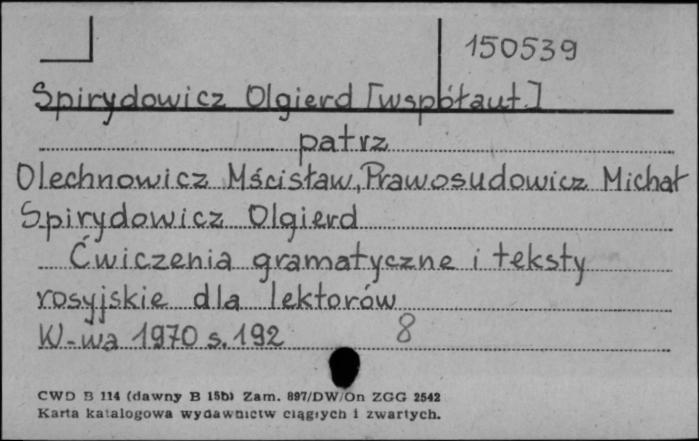 150539
Spirydowicz Olgierd [współaut.]
patrz
Olechnowicz Mścisław, Prawosudowicz Michał
Spirydowicz Olgierd
Ćwiczenia gramatyczne i teksty
rosyjskie dla lektorów
W-wa 1970 s. 192 8
CWD B 114 (dawny B 15b) Zam. 897/DW/On ZGG 2542
Karta katalogowa wydawnictw ciągłych i zwartych.